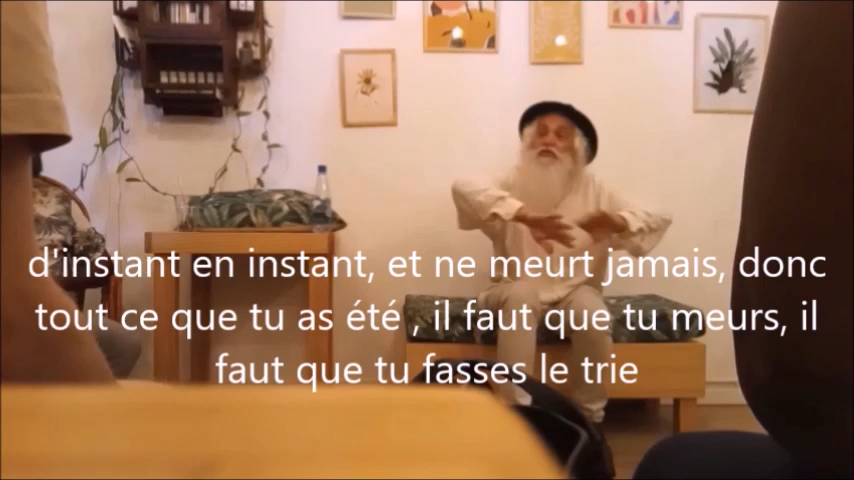 d'instant en instant, et ne meurt jamais, donc
tout ce que tu as été , il faut que tu meurs, il
faut que tu fasses le trie